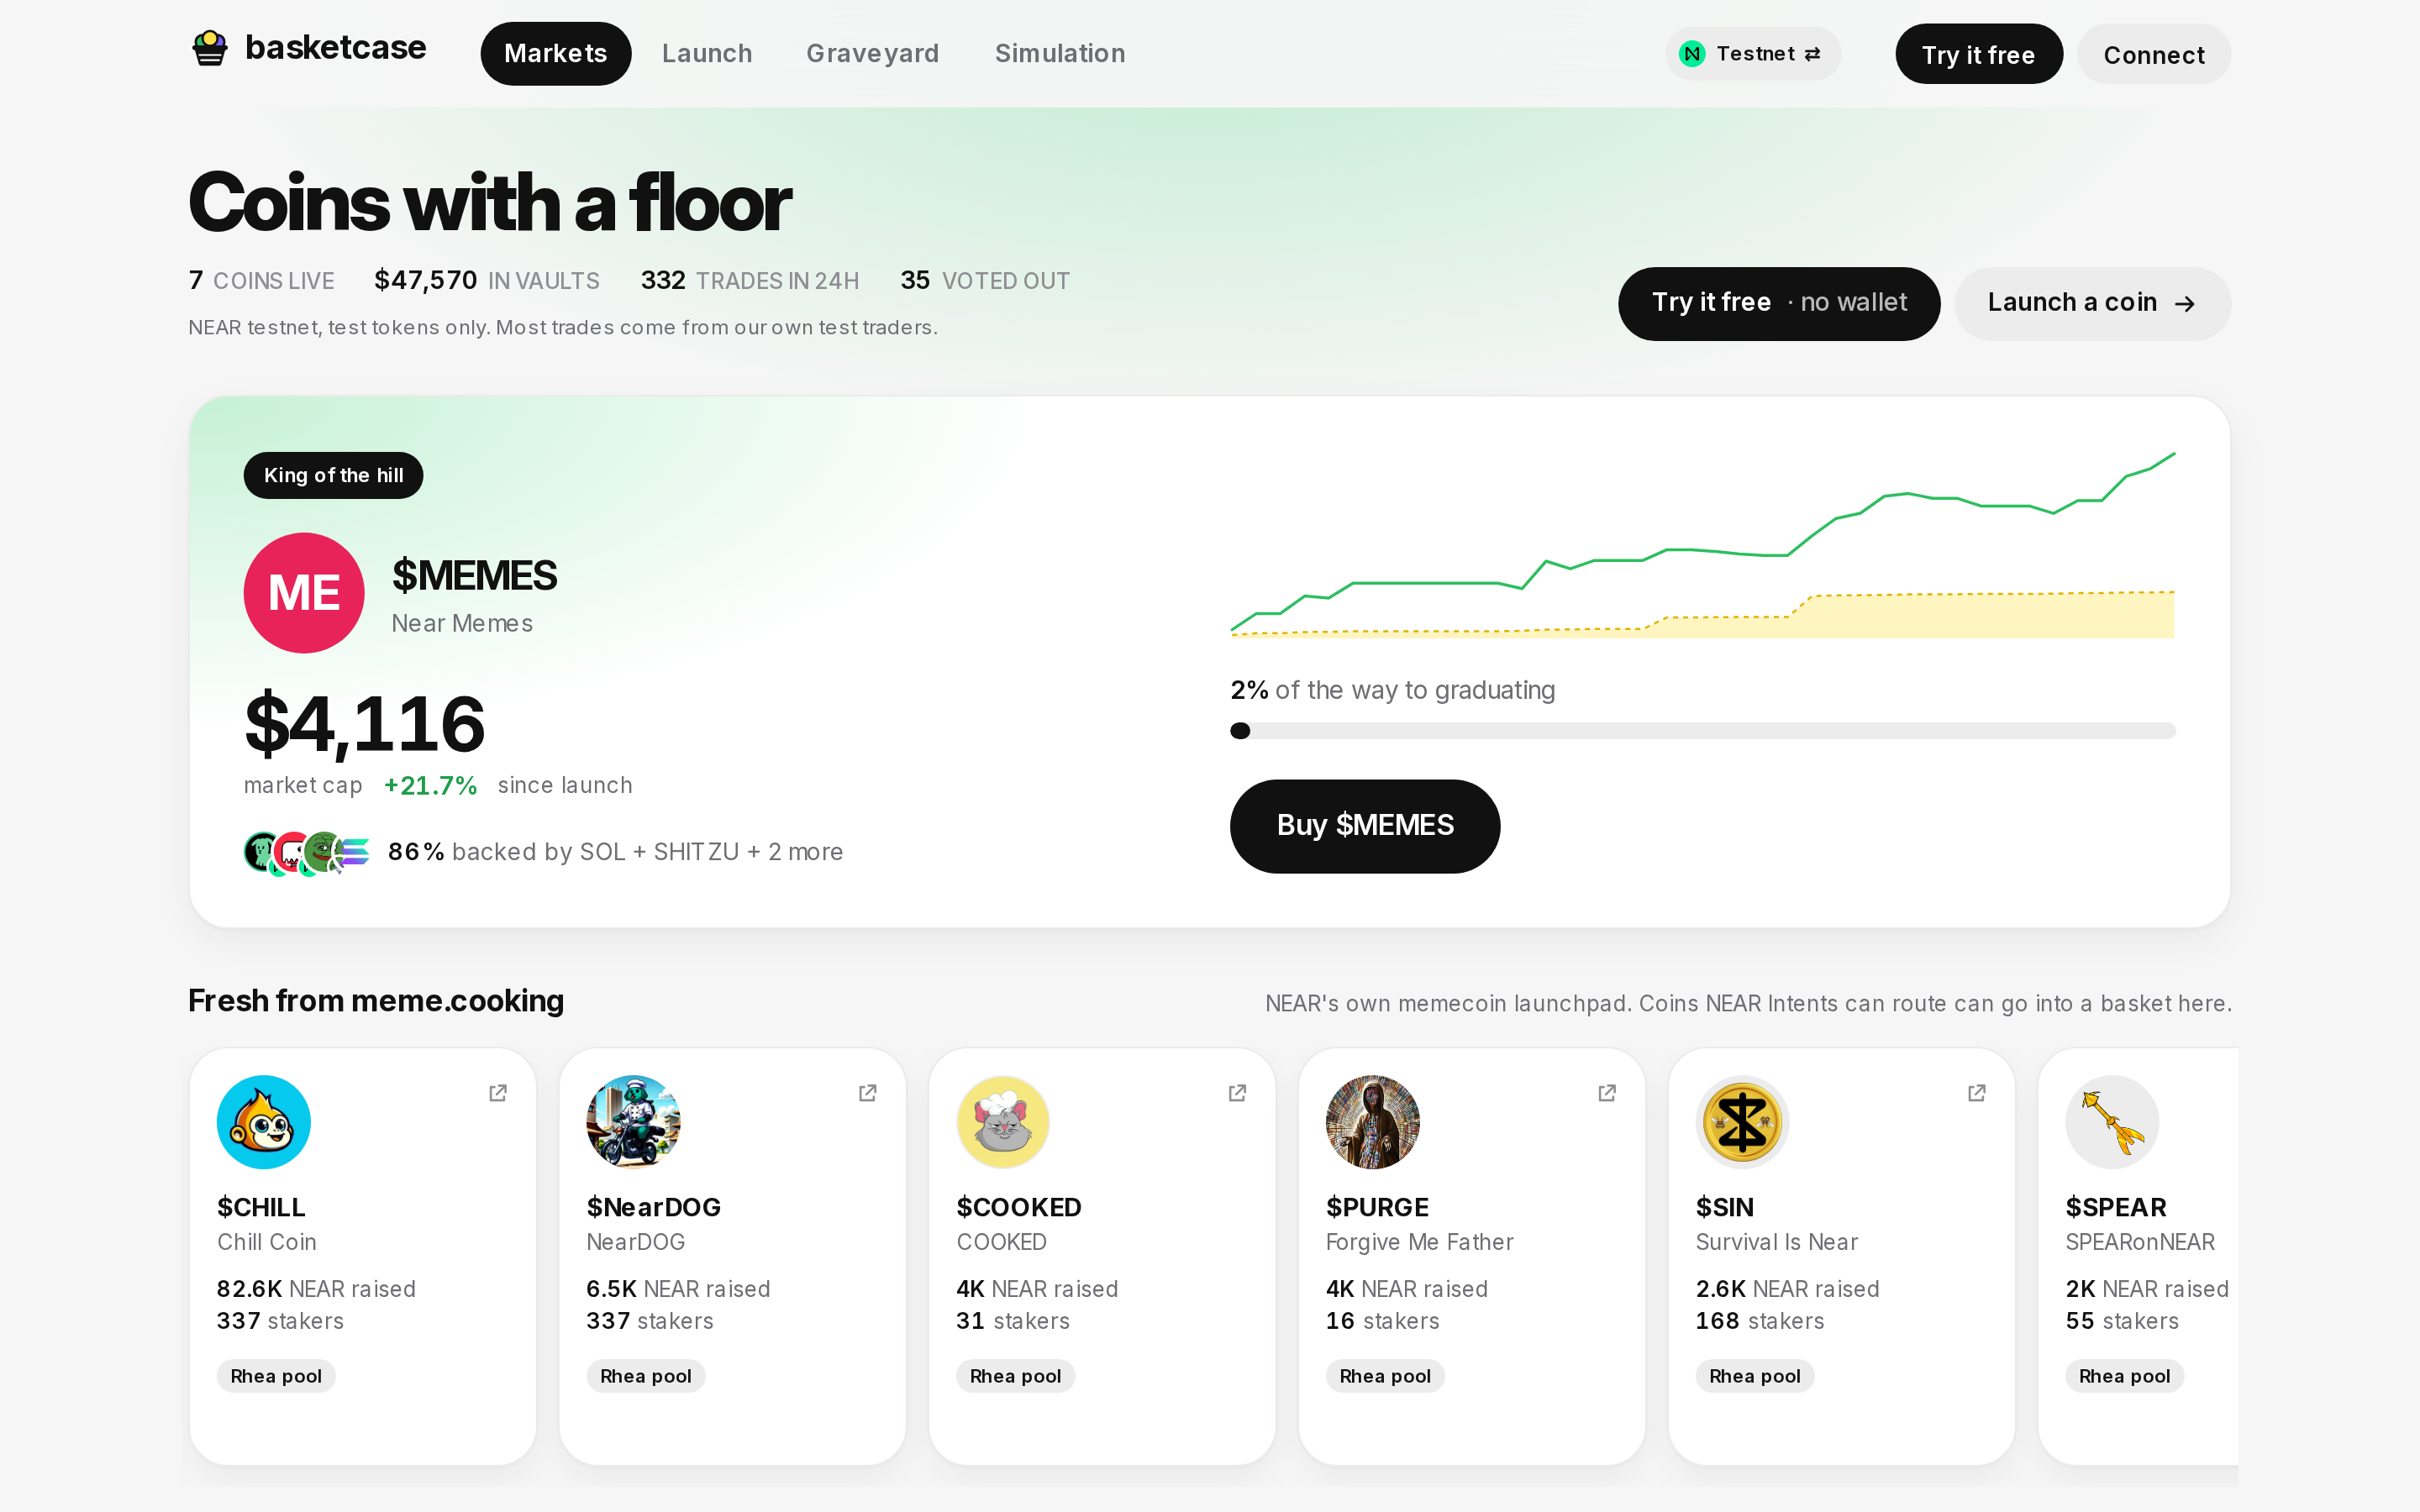 basketcase
Markets
Launch
Graveyard
Simulation
Testnet
Try it free
Connect
Coins with a floor
7 COINS LIVE $47,570 IN VAULTS 332 TRADES IN 24H 35 VOTED OUT
NEAR testnet, test tokens only. Most trades come from our own test traders.
Try it free · no wallet
Launch a coin →
King of the hill
ME
$MEMES
Near Memes
$4,116
market cap +21.7% since launch
86% backed by SOL + SHITZU + 2 more
2% of the way to graduating
Buy $MEMES
Fresh from meme.cooking
NEAR's own memecoin launchpad. Coins NEAR Intents can route can go into a basket here.
$CHILL
Chill Coin
82.6K NEAR raised
337 stakers
Rhea pool
$NearDOG
NearDOG
6.5K NEAR raised
337 stakers
Rhea pool
$COOKED
COOKED
4K NEAR raised
31 stakers
Rhea pool
$PURGE
Forgive Me Father
4K NEAR raised
16 stakers
Rhea pool
$SIN
Survival Is Near
2.6K NEAR raised
168 stakers
Rhea pool
$SPEAR
SPEARonNEAR
2K NEAR raised
55 stakers
Rhea pool